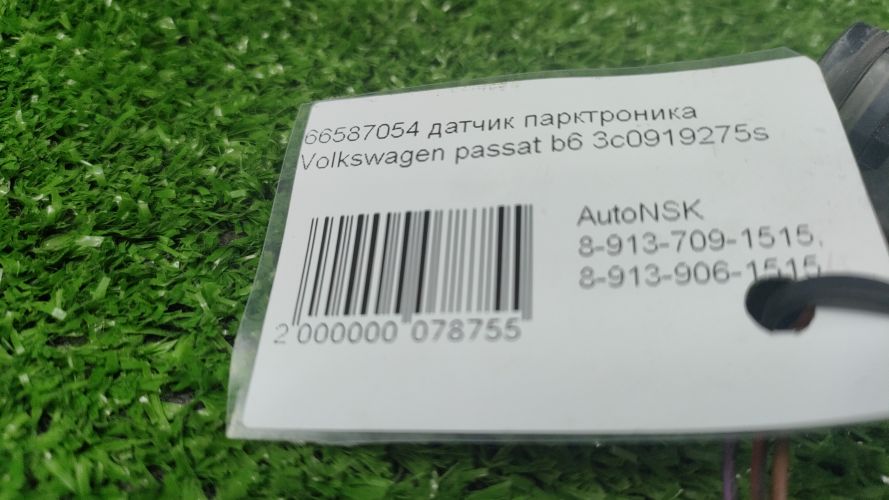 66587054 датчик парктроника
Volkswagen passat b6 3c0919275s
AutoNSK
8-913-709-1515,
8-913-906-1515
2 000000 078755